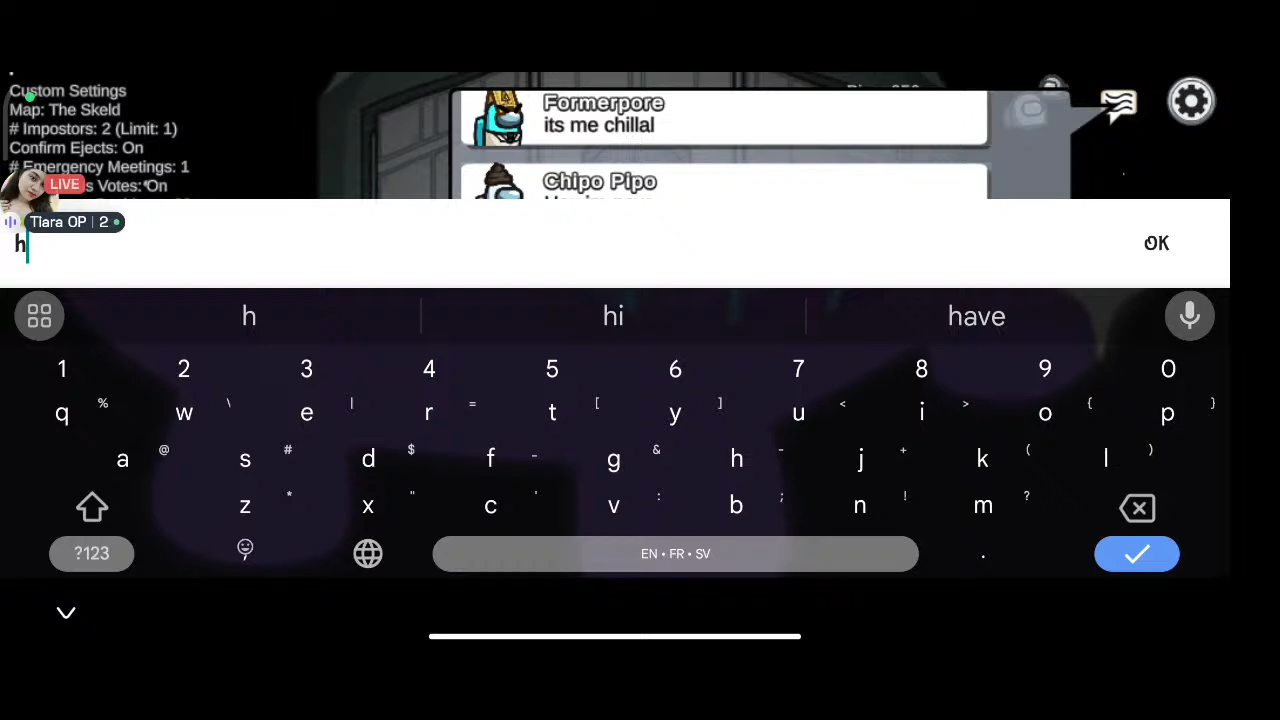 Custom Settings
Map: The Skeld
# Impostors: 2 (Limit: 1)
Confirm Ejects: On
# Emergency Meetings: 1
s Votes: On
Formerpore
its me chillal
Chipo Pipo
LIVE
Tiara OP | 2
h
OK
h hi have
1 2 3 4 5 6 7 8 9 0
q % w \ e | r = t [ y ] u < i > o { p }
a @ s # d $ f - g & h - j + k ( l )
z * x " c ' v : b ; n ! m ?
?123 EN • FR • SV .